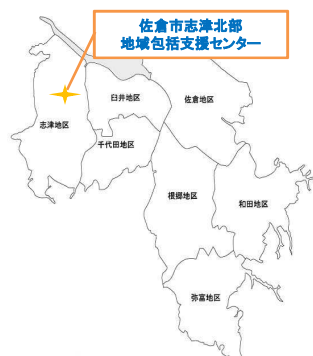 佐倉市志津北部
地域包括支援センター
臼井地区
佐倉地区
志津地区
千代田地区
根郷地区
和田地区
弥富地区